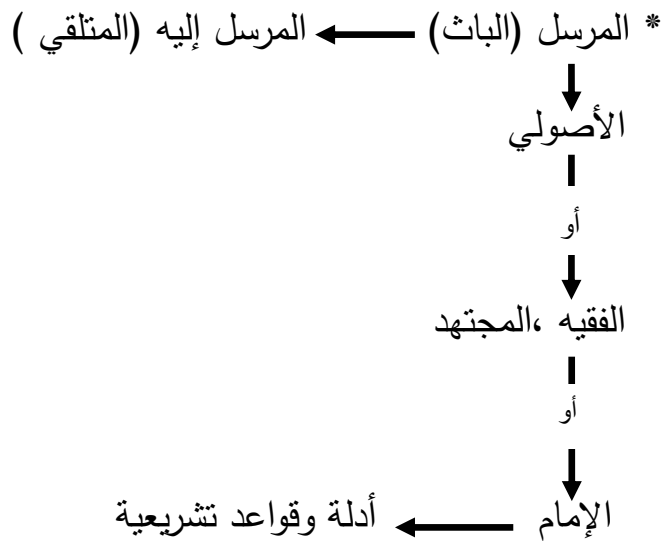 * المرسل (الباث) المرسل إليه (المتلقي )
الأصولي
أو
الفقيه ،المجتهد
أو
الإمام أدلة وقواعد تشريعية